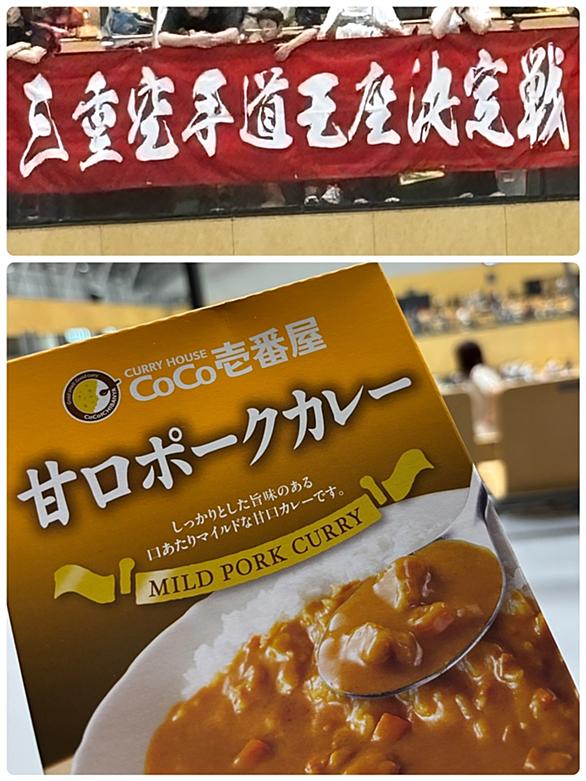 三重空手道王座決定戦
CURRY HOUSE
CoCo壱番屋
甘口ポークカレー
しっかりとした旨味のある
口あたりマイルドな甘口カレーです。
MILD PORK CURRY